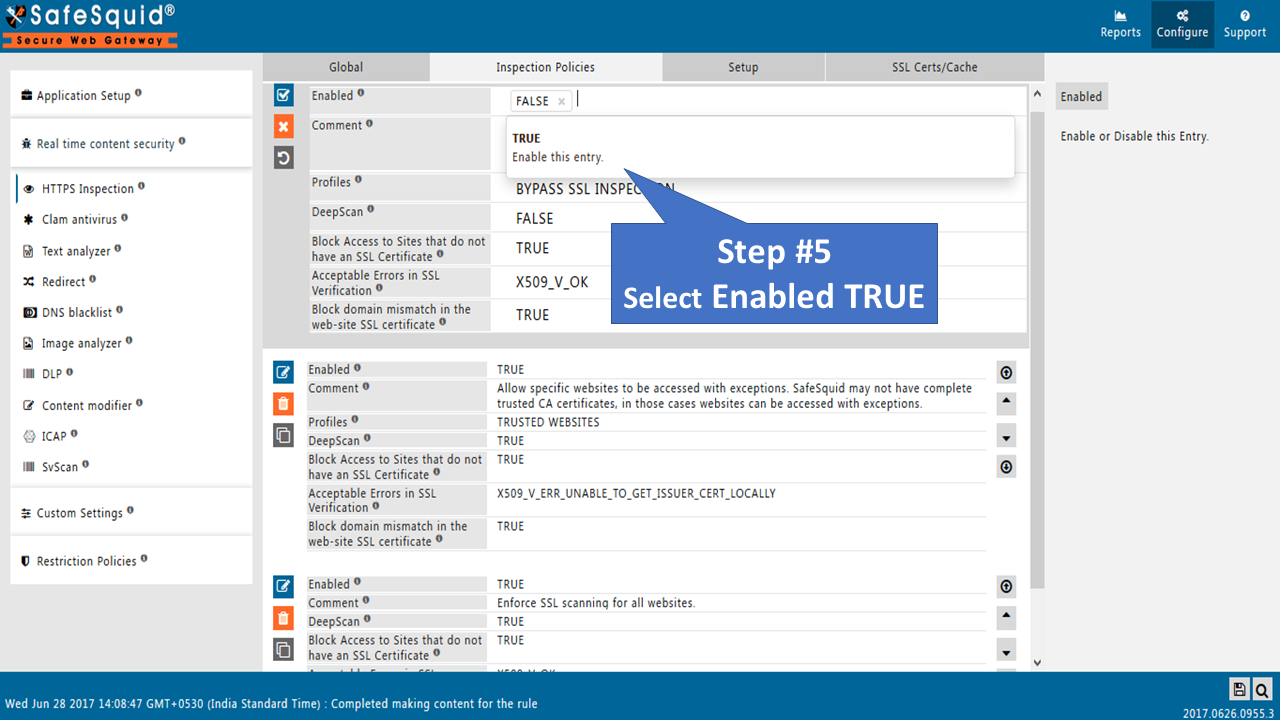 SafeSquid®
Secure Web Gateway
Reports
Configure
Support
Application Setup
Real time content security
HTTPS Inspection
Clam antivirus
Text analyzer
Redirect
DNS blacklist
Image analyzer
DLP
Content modifier
ICAP
SvScan
Custom Settings
Restriction Policies
Global
Inspection Policies
Setup
SSL Certs/Cache
Enabled
FALSE ×
TRUE
Enable this entry.
Comment
Profiles
BYPASS SSL INSPECTION
DeepScan
FALSE
Block Access to Sites that do not
have an SSL Certificate
TRUE
Acceptable Errors in SSL
Verification
X509_V_OK
Block domain mismatch in the
web-site SSL certificate
TRUE
Step #5
Select Enabled TRUE
Enabled
TRUE
Comment
Allow specific websites to be accessed with exceptions. SafeSquid may not have complete
trusted CA certificates, in those cases websites can be accessed with exceptions.
Profiles
TRUSTED WEBSITES
DeepScan
TRUE
Block Access to Sites that do not
have an SSL Certificate
TRUE
Acceptable Errors in SSL
Verification
X509_V_ERR_UNABLE_TO_GET_ISSUER_CERT_LOCALLY
Block domain mismatch in the
web-site SSL certificate
TRUE
Enabled
TRUE
Comment
Enforce SSL scanning for all websites.
DeepScan
TRUE
Block Access to Sites that do not
have an SSL Certificate
TRUE
Enabled
Enable or Disable this Entry.
Wed Jun 28 2017 14:08:47 GMT+0530 (India Standard Time) : Completed making content for the rule
2017.0626.0955.3